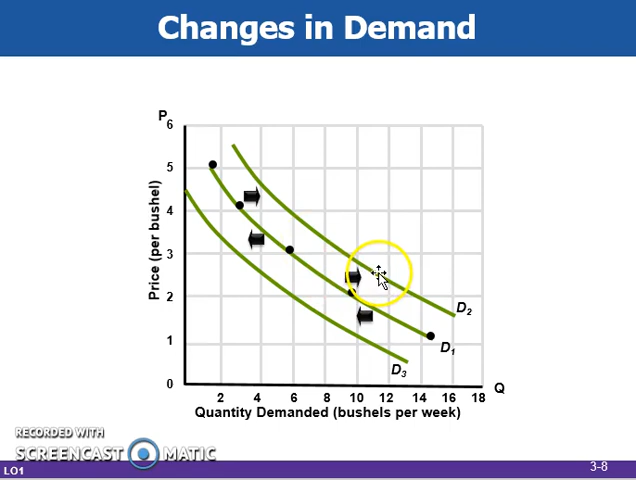 Changes in Demand
P
6
5
4
3
2
1
0
Price (per bushel)
D2
D1
D3
Q
2 4 6 8 10 12 14 16 18
Quantity Demanded (bushels per week)
RECORDED WITH
SCREENCAST MATIC
LO1
3-8